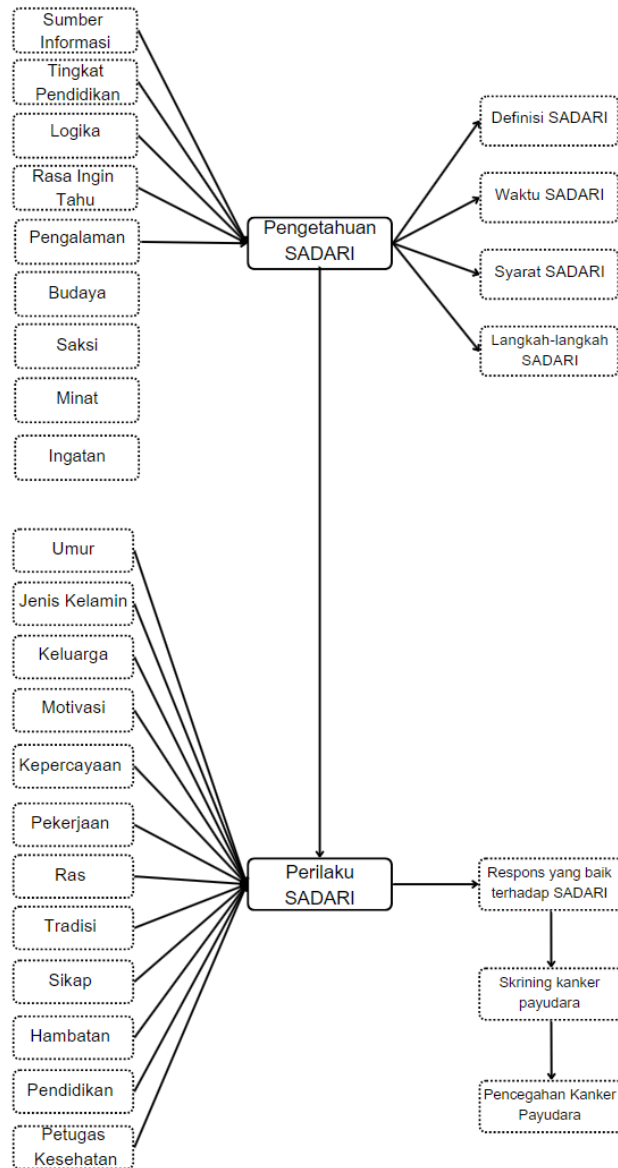 Sumber
Informasi
Tingkat
Pendidikan
Logika
Rasa Ingin
Tahu
Pengalaman
Budaya
Saksi
Minat
Ingatan
Pengetahuan
SADARI
Definisi SADARI
Waktu SADARI
Syarat SADARI
Langkah-langkah
SADARI
Umur
Jenis Kelamin
Keluarga
Motivasi
Kepercayaan
Pekerjaan
Ras
Tradisi
Sikap
Hambatan
Pendidikan
Petugas
Kesehatan
Perilaku
SADARI
Respons yang baik
terhadap SADARI
Skrining kanker
payudara
Pencegahan Kanker
Payudara